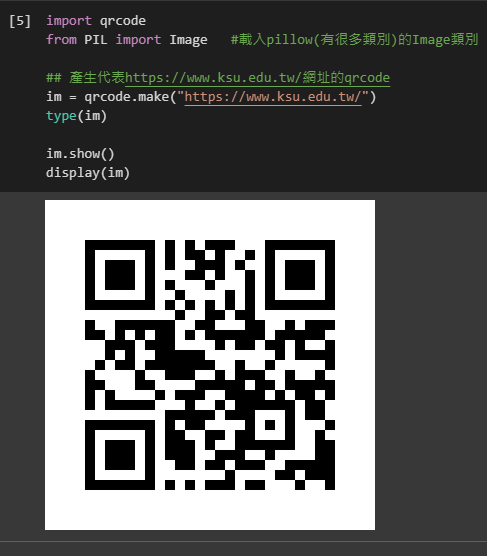 [5] import qrcode
from PIL import Image   #載入pillow(有很多類別)的Image類別
## 產生代表https://www.ksu.edu.tw/網址的qrcode
im = qrcode.make("https://www.ksu.edu.tw/")
type(im)
im.show()
display(im)